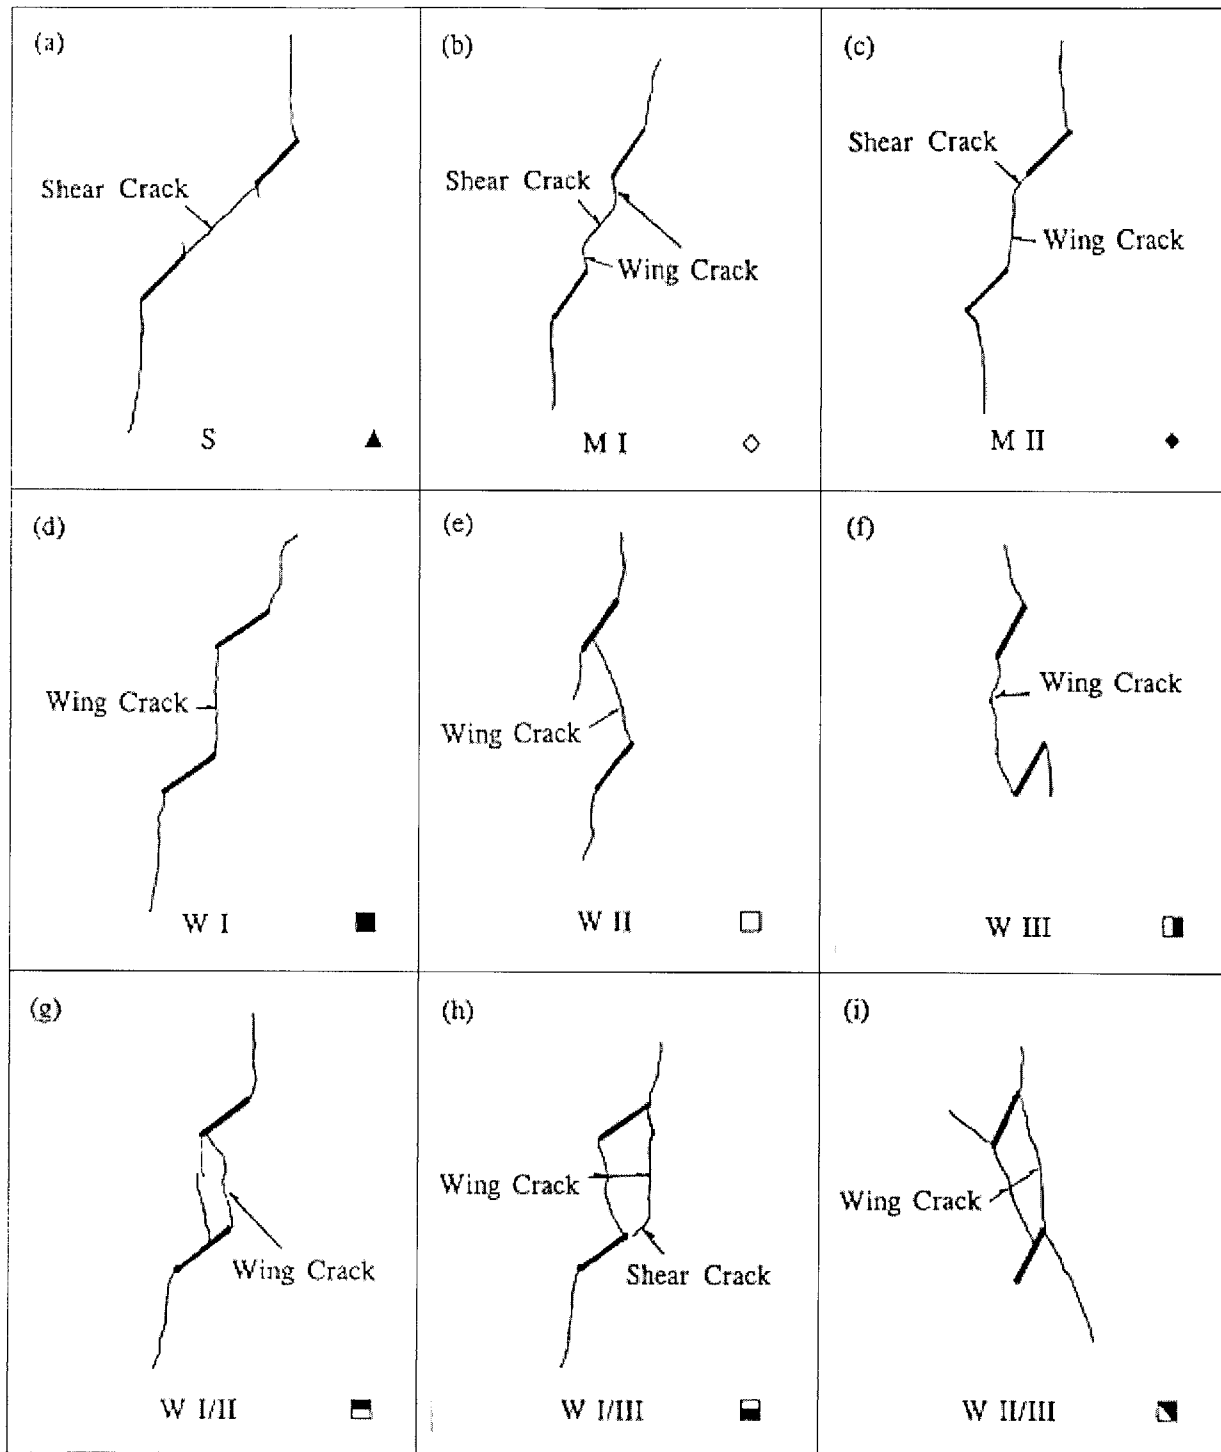 (a)
Shear Crack
S
(b)
Shear Crack
Wing Crack
M I
(c)
Shear Crack
Wing Crack
M II
(d)
Wing Crack
W I
(e)
Wing Crack
W II
(f)
Wing Crack
W III
(g)
Wing Crack
W I/II
(h)
Wing Crack
Shear Crack
W I/III
(i)
Wing Crack
W II/III